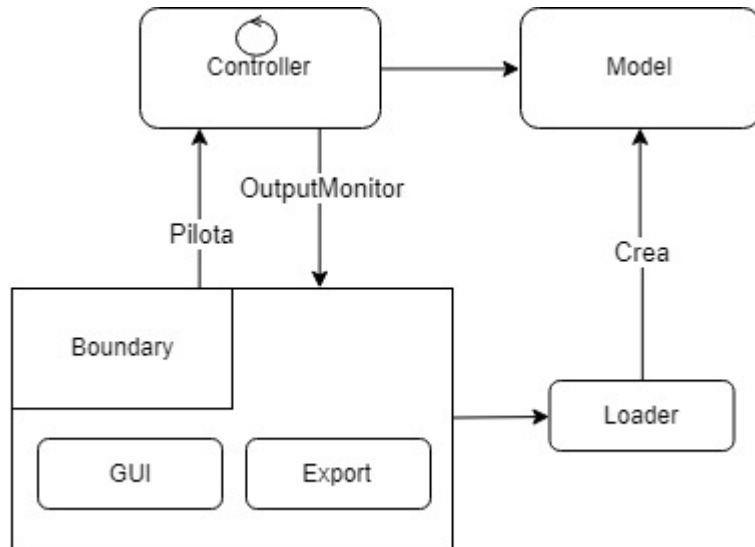 Controller
Model
OutputMonitor
Pilota
Crea
Boundary
Loader
GUI
Export